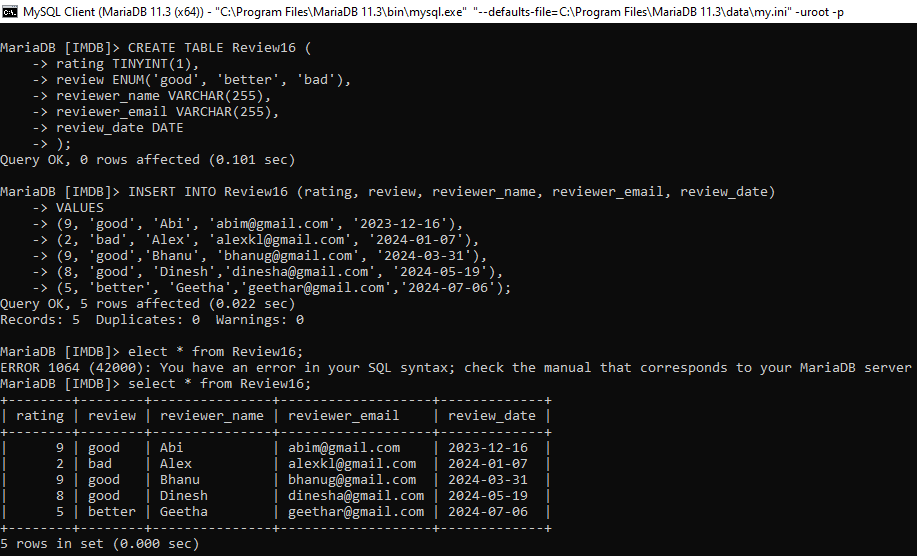 MySQL Client (MariaDB 11.3 (x64)) - "C:\Program Files\MariaDB 11.3\bin\mysql.exe"  "--defaults-file=C:\Program Files\MariaDB 11.3\data\my.ini" -uroot -p
MariaDB [IMDB]> CREATE TABLE Review16 (
    -> rating TINYINT(1),
    -> review ENUM('good', 'better', 'bad'),
    -> reviewer_name VARCHAR(255),
    -> reviewer_email VARCHAR(255),
    -> review_date DATE
    -> );
Query OK, 0 rows affected (0.101 sec)
MariaDB [IMDB]> INSERT INTO Review16 (rating, review, reviewer_name, reviewer_email, review_date)
    -> VALUES
    -> (9, 'good', 'Abi', 'abim@gmail.com', '2023-12-16'),
    -> (2, 'bad', 'Alex', 'alexkl@gmail.com', '2024-01-07'),
    -> (9, 'good','Bhanu', 'bhanug@gmail.com', '2024-03-31'),
    -> (8, 'good', 'Dinesh','dinesha@gmail.com', '2024-05-19'),
    -> (5, 'better', 'Geetha','geethar@gmail.com','2024-07-06');
Query OK, 5 rows affected (0.022 sec)
Records: 5  Duplicates: 0  Warnings: 0
MariaDB [IMDB]> elect * from Review16;
ERROR 1064 (42000): You have an error in your SQL syntax; check the manual that corresponds to your MariaDB server
MariaDB [IMDB]> select * from Review16;
+--------+--------+---------------+-------------------+-------------+
| rating | review | reviewer_name | reviewer_email    | review_date |
+--------+--------+---------------+-------------------+-------------+
|      9 | good   | Abi           | abim@gmail.com    | 2023-12-16  |
|      2 | bad    | Alex          | alexkl@gmail.com  | 2024-01-07  |
|      9 | good   | Bhanu         | bhanug@gmail.com  | 2024-03-31  |
|      8 | good   | Dinesh        | dinesha@gmail.com | 2024-05-19  |
|      5 | better | Geetha        | geethar@gmail.com | 2024-07-06  |
+--------+--------+---------------+-------------------+-------------+
5 rows in set (0.000 sec)